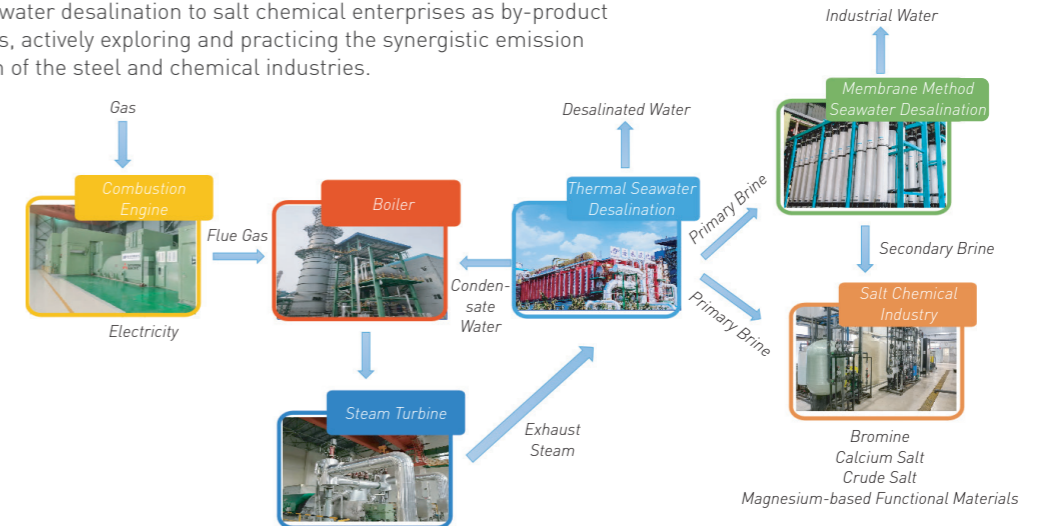 water desalination to salt chemical enterprises as by-product
s, actively exploring and practicing the synergistic emission
of the steel and chemical industries.
Industrial Water
Membrane Method
Seawater Desalination
Gas
Desalinated Water
Combustion
Engine
Boiler
Thermal Seawater
Desalination
Primary Brine
Flue Gas
Conden-
sate
Water
Secondary Brine
Primary Brine
Salt Chemical
Industry
Electricity
Steam Turbine
Exhaust
Steam
Bromine
Calcium Salt
Crude Salt
Magnesium-based Functional Materials